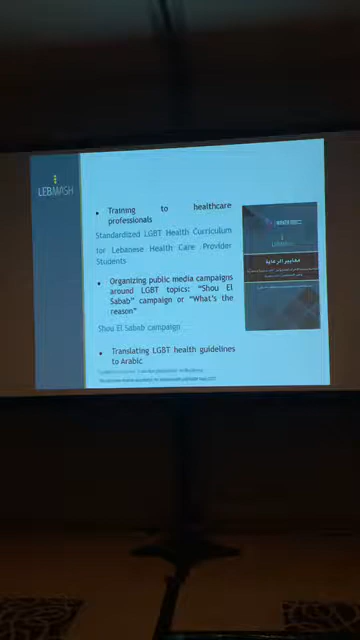 LEBMASH
• Training to healthcare
professionals
Standardized LGBT Health Curriculum
for Lebanese Health Care Provider
Students
• Organizing public media campaigns
around LGBT topics: “Shou El
Sabab” campaign or “What’s the
reason”
Shou El Sabab campaign
• Translating LGBT health guidelines
to Arabic
معايير الرعاية